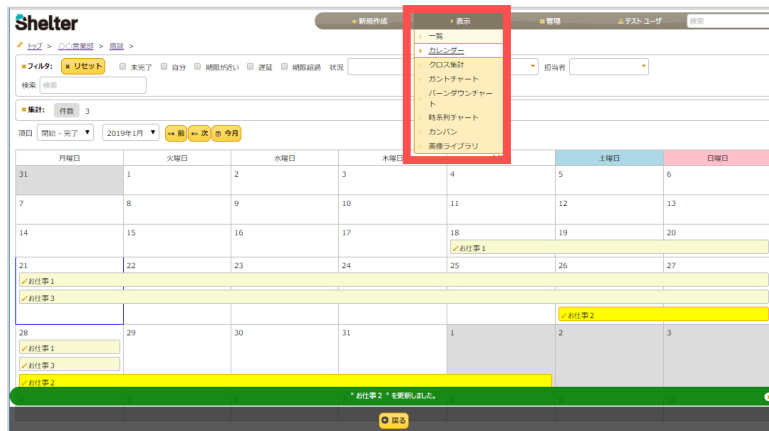 Shelter
+ 新規作成 表示 管理 テスト ユーザ 検索
トップ > 〇〇営業部 > 商談 >
フィルタ: × リセット 未完了 自分 期限が近い 遅延 期限超過 状況 担当者
検索 検索
一覧
カレンダー
クロス集計
ガントチャート
バーンダウンチャー
ト
時系列チャート
カンバン
画像ライブラリ
集計: 件数 3
項目 開始 - 完了 ▼ 2019年1月 ▼ 前 次 今月
月曜日 火曜日 水曜日 木曜日 土曜日 日曜日
31 1 2 3 4 5 6
7 8 9 10 11 12 13
14 15 16 17 18 19 20
お仕事 1
21 22 23 24 25 26 27
お仕事 1
お仕事 3
お仕事 2
28 29 30 31 1 2 3
お仕事 1
お仕事 3
お仕事 2
" お仕事 2 " を更新しました。
戻る